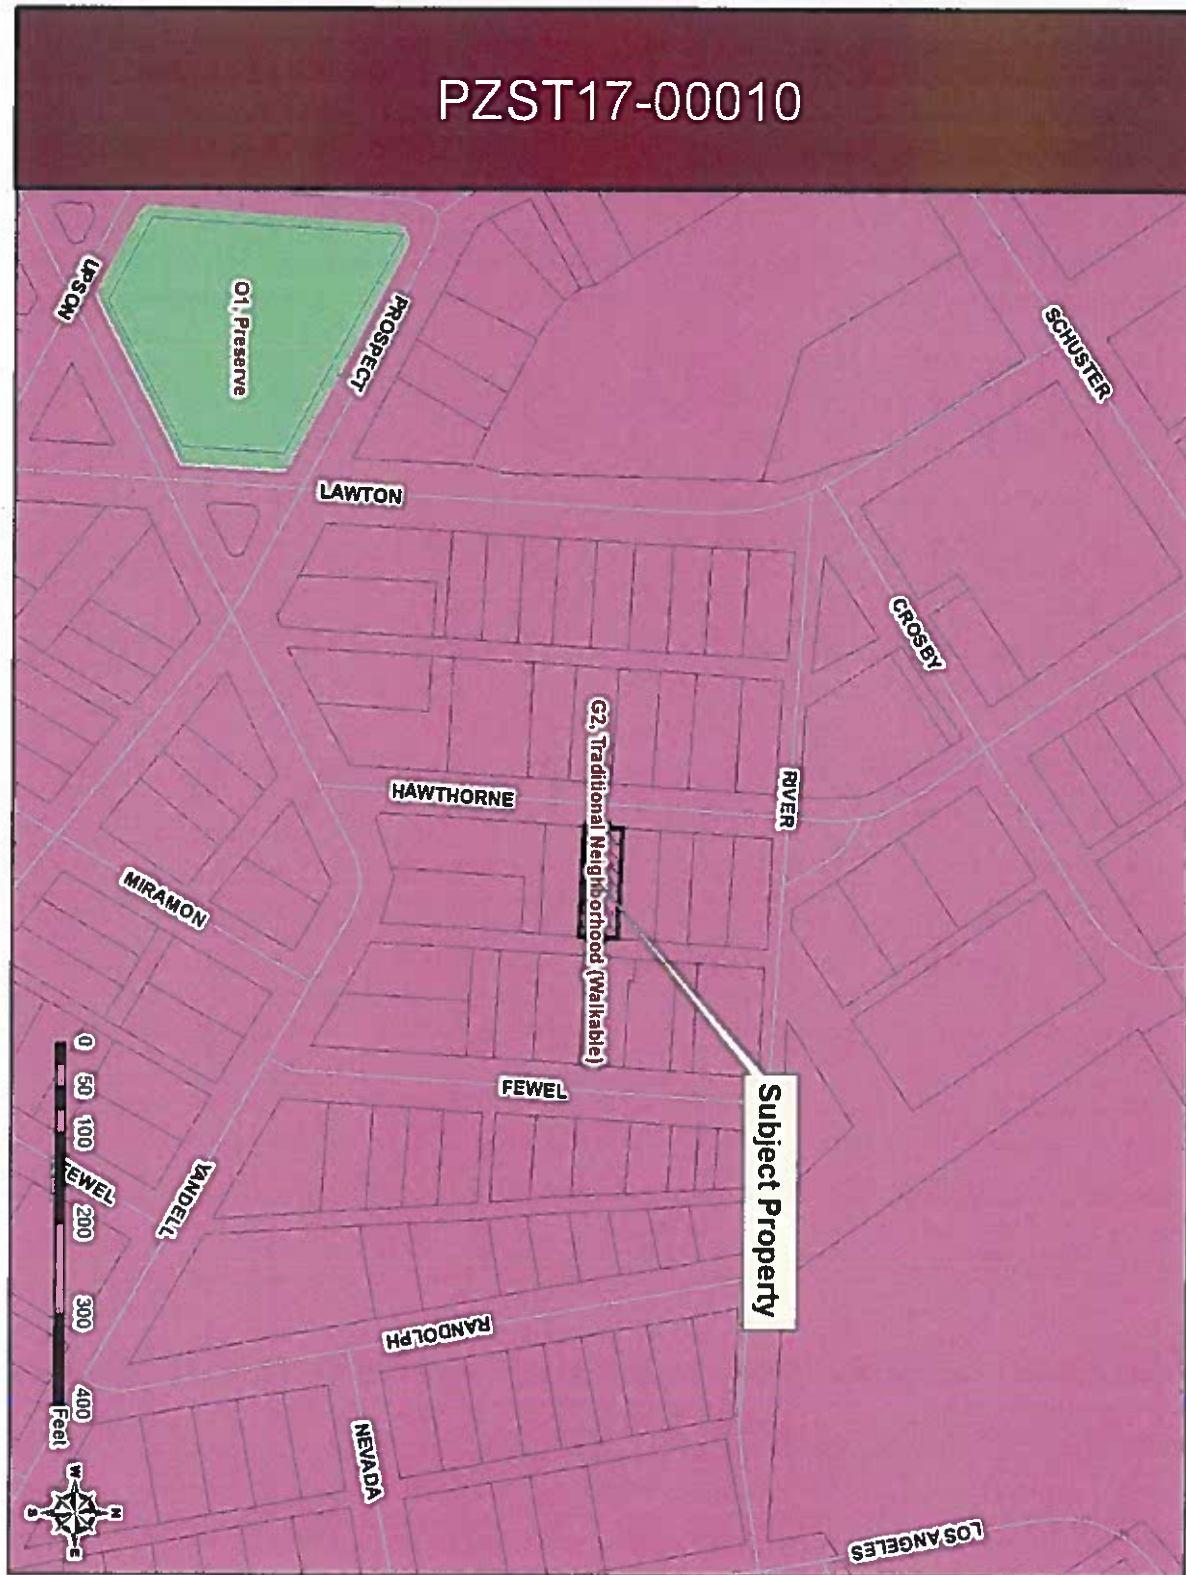 PZST17-00010
SCHUSTER
UPSON
O1, Preserve
PROSPECT
LAWTON
CROSBY
G2, Traditional Neighborhood (Walkable)
HAWTHORNE
RIVER
MIRAMON
FEWEL
Subject Property
FEWEL
YANDELL
RANDOLPH
NEVADA
LOS ANGELES
0 50 100 200 300 400
Feet
N
W
E
S